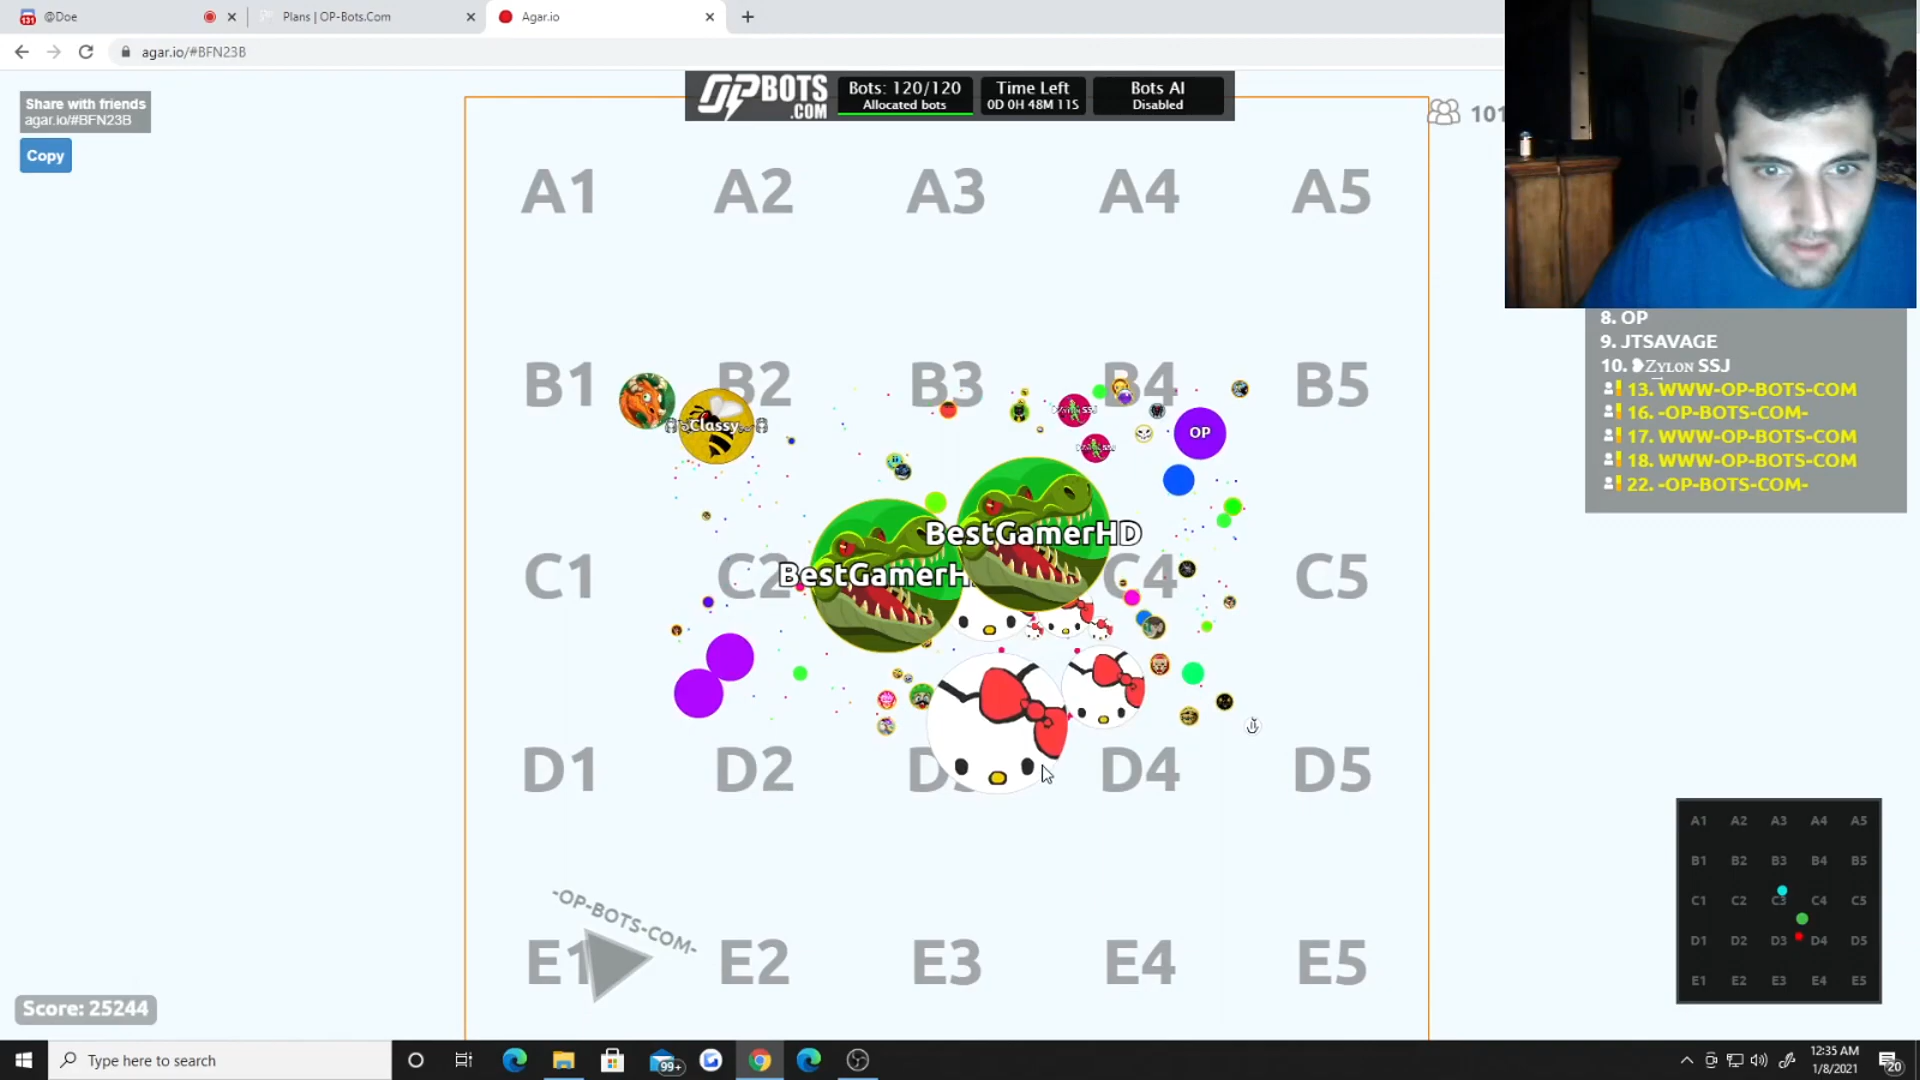 @Doe
Plans | OP-Bots.Com
Agar.io
agar.io/#BFN23B
Share with friends
agar.io/#BFN23B
Copy
OPBOTS
.COM
Bots: 120/120
Allocated bots
Time Left
0D 0H 48M 11S
Bots AI
Disabled
101
A1 A2 A3 A4 A5
8. OP
9. JTSAVAGE
10. ❥Zylon SSJ
13. WWW-OP-BOTS-COM
16. -OP-BOTS-COM-
17. WWW-OP-BOTS-COM
18. WWW-OP-BOTS-COM
22. -OP-BOTS-COM-
B1 B2 B3 B4 B5
Classy
OP
BestGamerHD
BestGamerH
C1 C2 C4 C5
D1 D2 D4 D5
-OP-BOTS-COM-
E1 E2 E3 E4 E5
A1 A2 A3 A4 A5
B1 B2 B3 B4 B5
C1 C2 C3 C4 C5
D1 D2 D3 D4 D5
E1 E2 E3 E4 E5
Score: 25244
Type here to search
99+
12:35 AM
1/8/2021
20